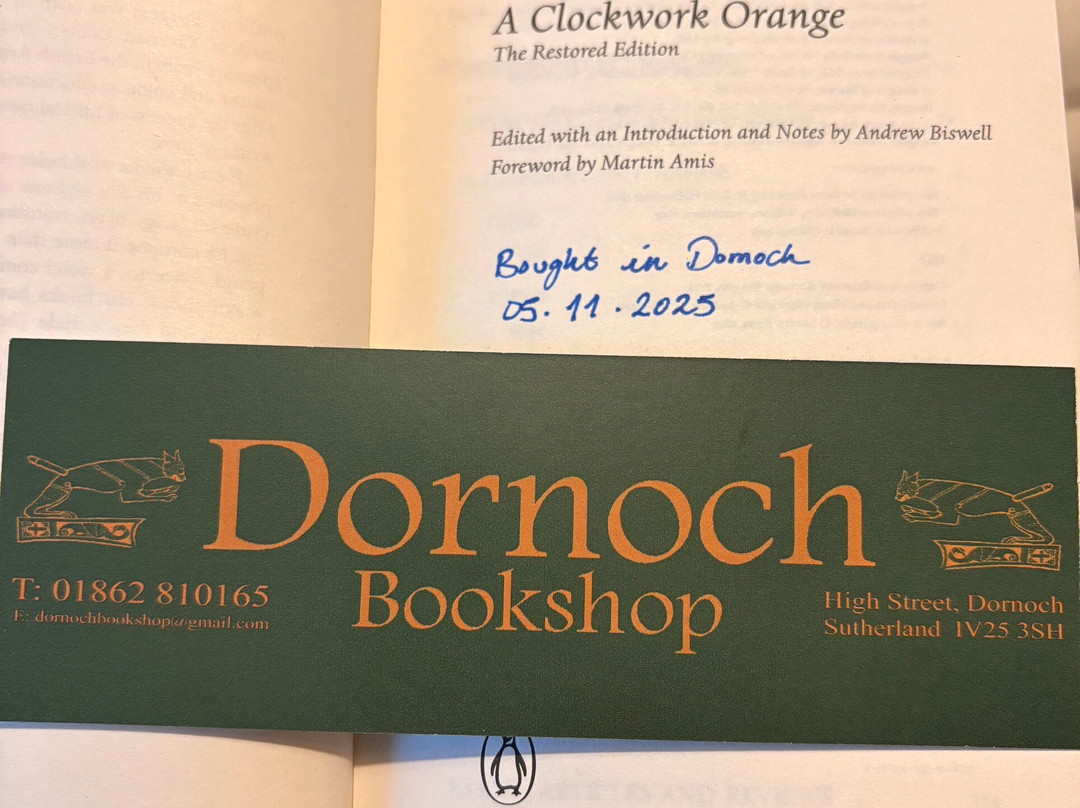 A Clockwork Orange
The Restored Edition
Edited with an Introduction and Notes by Andrew Biswell
Foreword by Martin Amis
Bought in Dornoch
05.11.2025
Dornoch
Bookshop
T: 01862 810165
E: dornochbookshop@gmail.com
High Street, Dornoch
Sutherland IV25 3SH